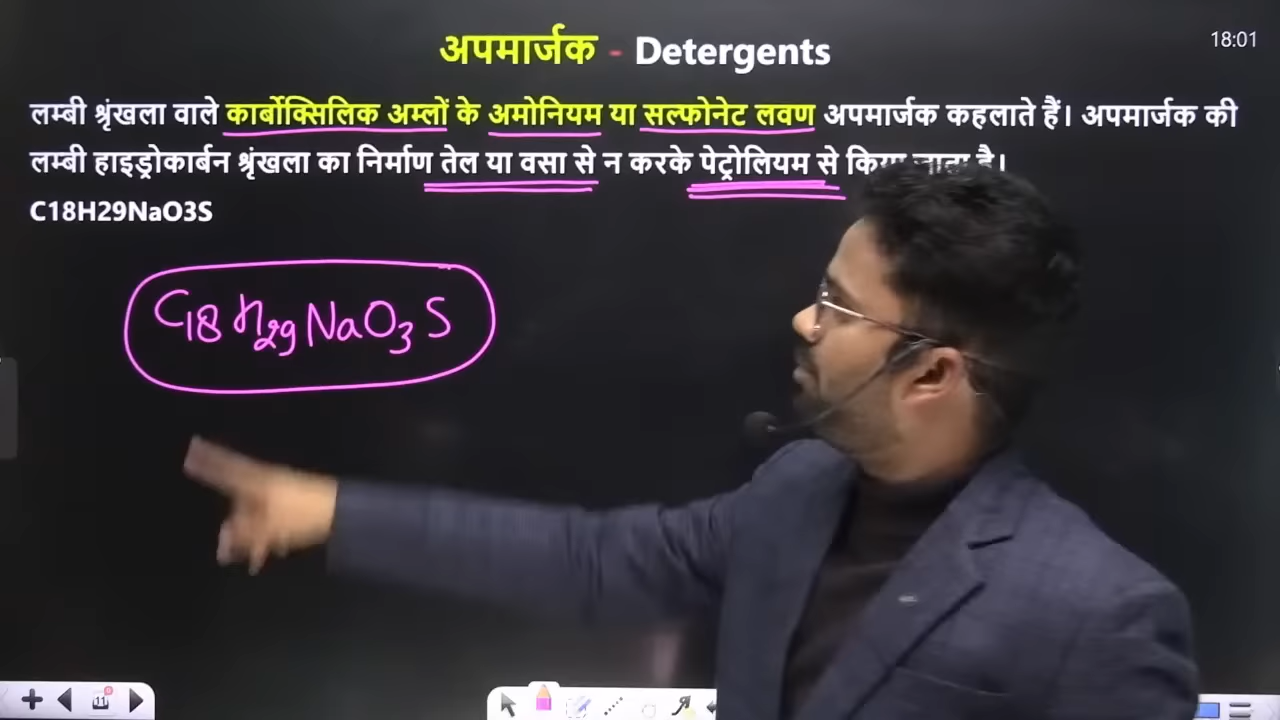 अपमार्जक - Detergents
18:01
लम्बी श्रृंखला वाले कार्बोक्सिलिक अम्लों के अमोनियम या सल्फोनेट लवण अपमार्जक कहलाते हैं। अपमार्जक की
लम्बी हाइड्रोकार्बन श्रृंखला का निर्माण तेल या वसा से न करके पेट्रोलियम से किया जाता है।
C18H29NaO3S
C18H29NaO3S
11